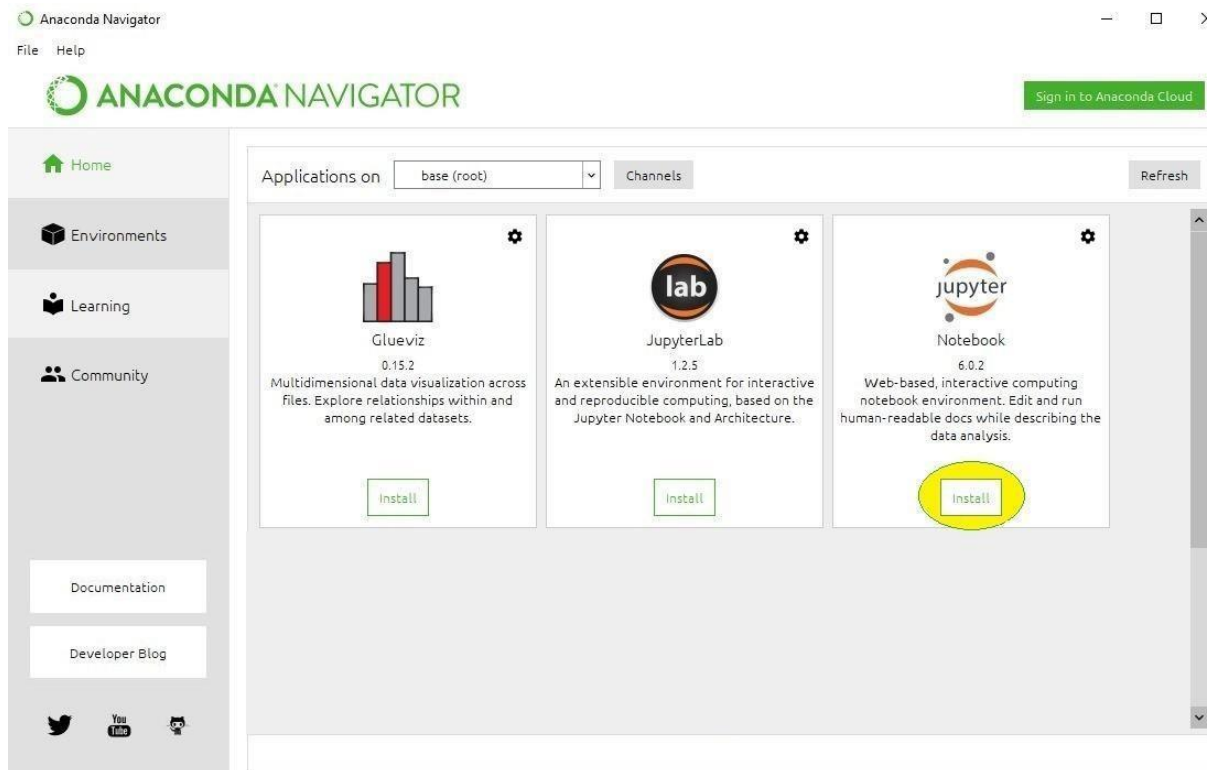 Anaconda Navigator
File Help
ANACONDA NAVIGATOR
Sign in to Anaconda Cloud
Home
Environments
Learning
Community
Documentation
Developer Blog
You
Tube
Applications on base (root) Channels Refresh
Glueviz
0.15.2
Multidimensional data visualization across
files. Explore relationships within and
among related datasets.
Install
lab
JupyterLab
1.2.5
An extensible environment for interactive
and reproducible computing, based on the
Jupyter Notebook and Architecture.
Install
jupyter
Notebook
6.0.2
Web-based, interactive computing
notebook environment. Edit and run
human-readable docs while describing the
data analysis.
Install